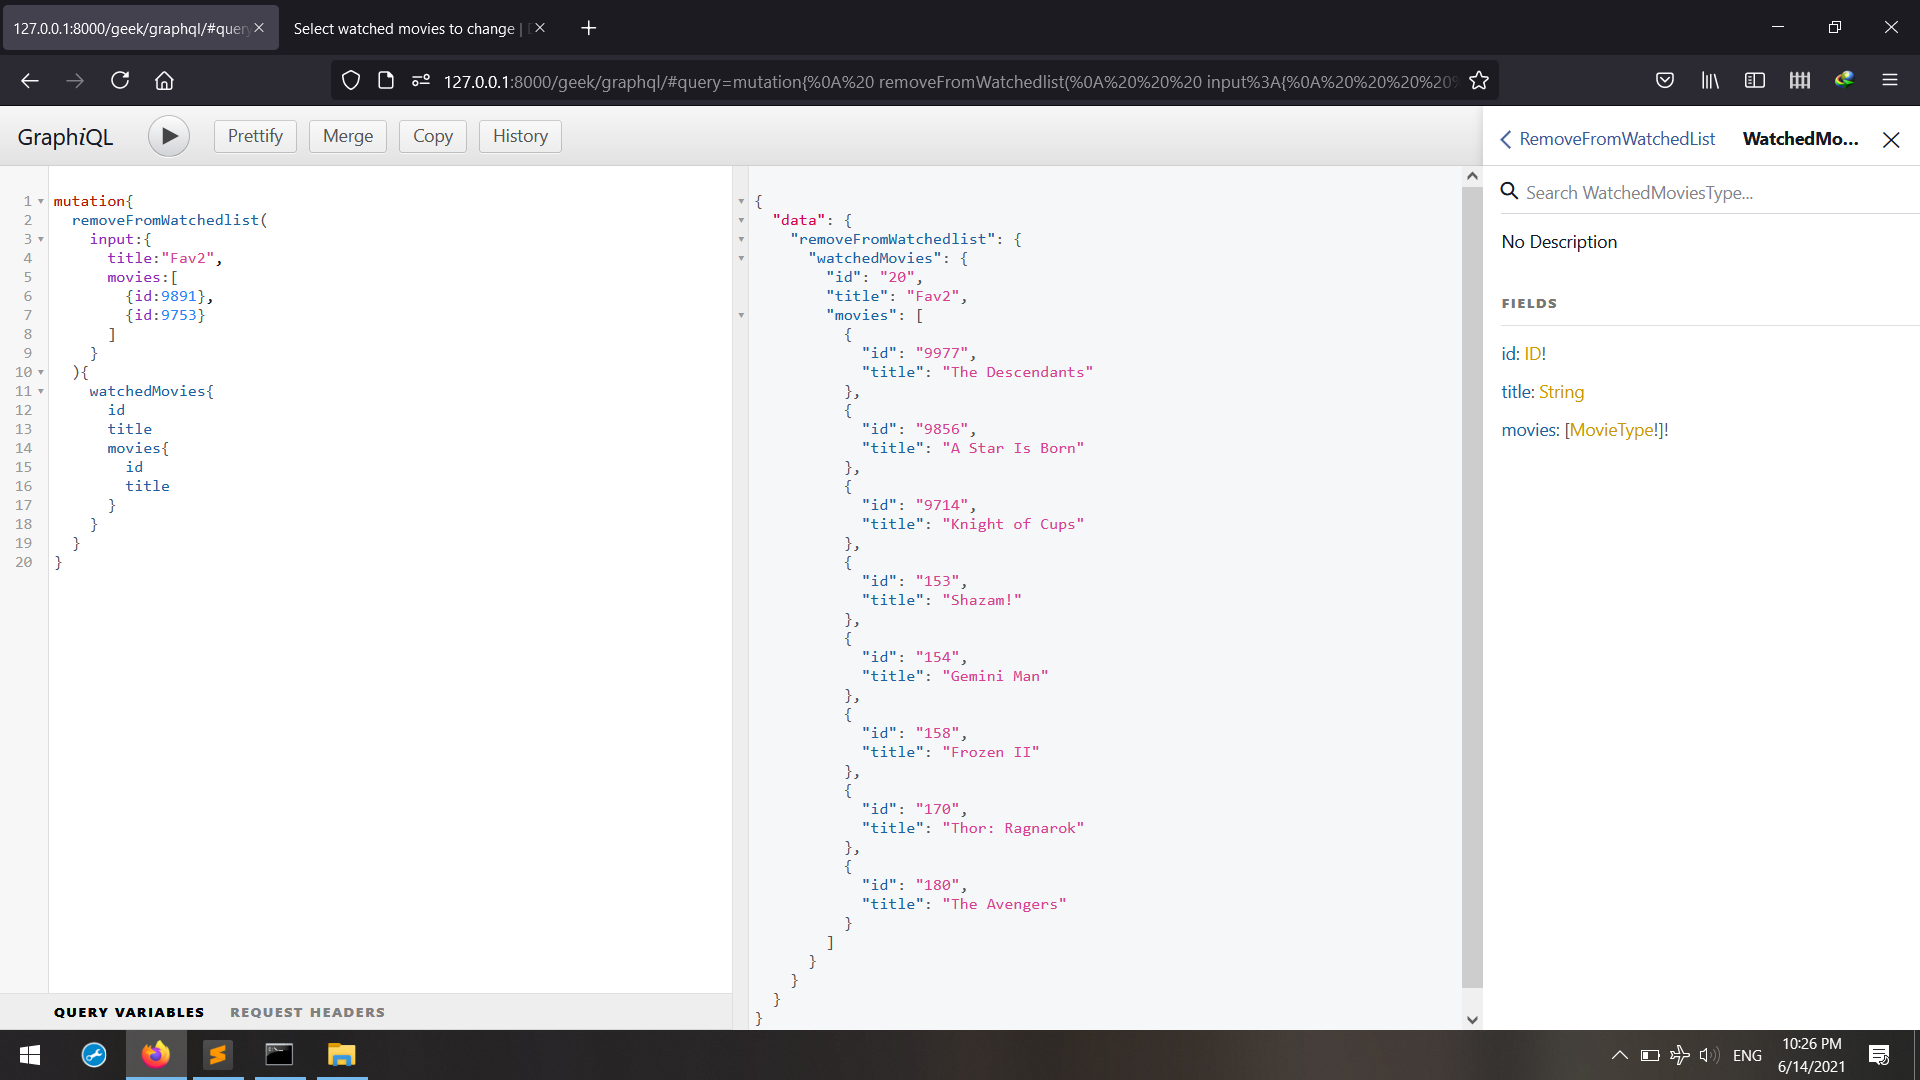 127.0.0.1:8000/geek/graphql/#query
Select watched movies to change |
127.0.0.1:8000/geek/graphql/#query=mutation{%0A%20 removeFromWatchedlist(%0A%20%20%20 input%3A{%0A%20%20%20%20%
GraphiQL
Prettify
Merge
Copy
History
RemoveFromWatchedList
WatchedMo...
1 mutation{
2 removeFromWatchedlist(
3 input:{
4 title:"Fav2",
5 movies:[
6 {id:9891},
7 {id:9753}
8 ]
9 }
10 ){
11 watchedMovies{
12 id
13 title
14 movies{
15 id
16 title
17 }
18 }
19 }
20 }
QUERY VARIABLES
REQUEST HEADERS
{
"data": {
"removeFromWatchedlist": {
"watchedMovies": {
"id": "20",
"title": "Fav2",
"movies": [
{
"id": "9977",
"title": "The Descendants"
},
{
"id": "9856",
"title": "A Star Is Born"
},
{
"id": "9714",
"title": "Knight of Cups"
},
{
"id": "153",
"title": "Shazam!"
},
{
"id": "154",
"title": "Gemini Man"
},
{
"id": "158",
"title": "Frozen II"
},
{
"id": "170",
"title": "Thor: Ragnarok"
},
{
"id": "180",
"title": "The Avengers"
}
]
}
}
}
}
Search WatchedMoviesType...
No Description
FIELDS
id: ID!
title: String
movies: [MovieType!]!
ENG
10:26 PM
6/14/2021